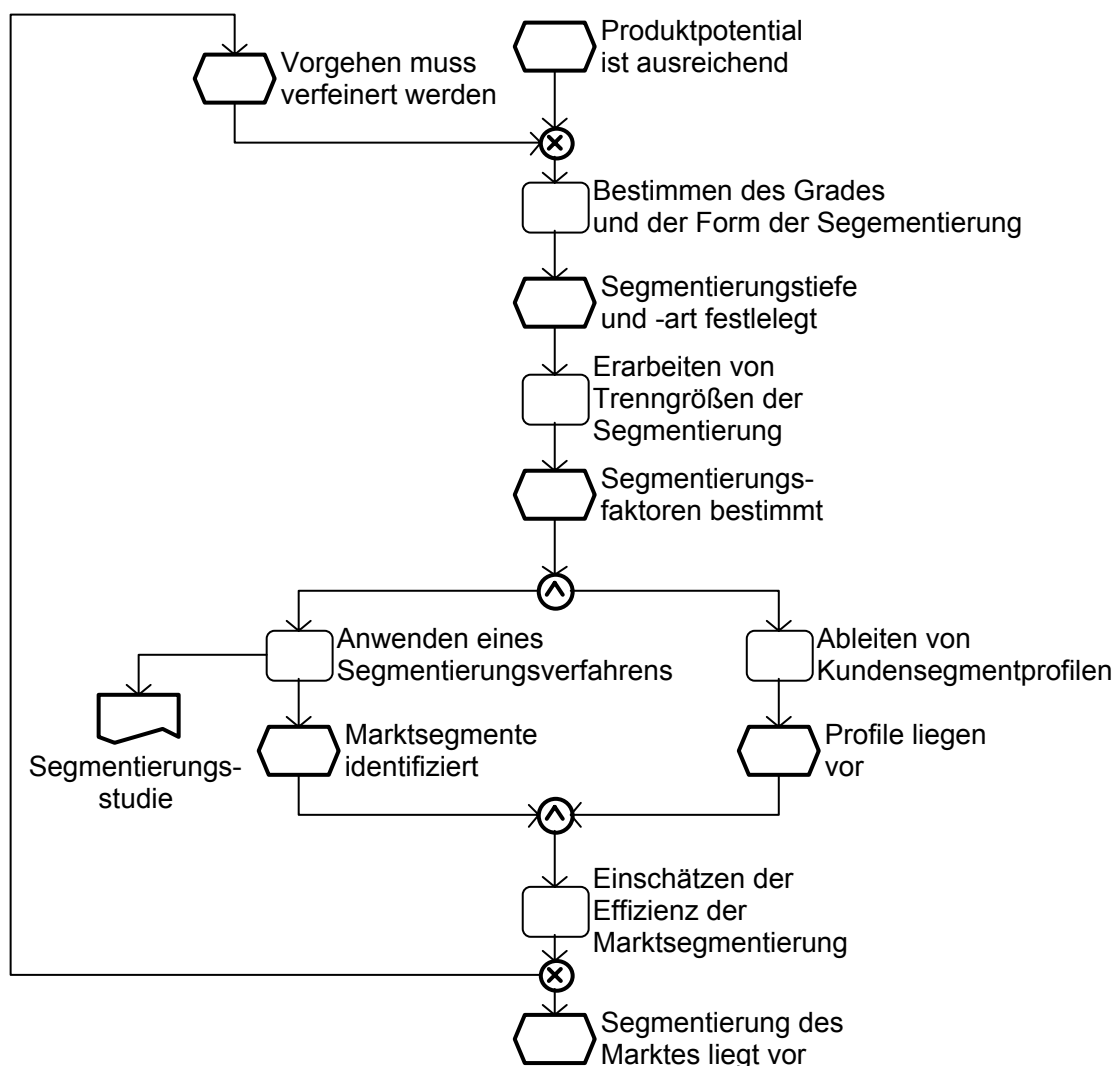 Produktpotential
ist ausreichend
Vorgehen muss
verfeinert werden
Bestimmen des Grades
und der Form der Segementierung
Segmentierungstiefe
und -art festlelegt
Erarbeiten von
Trenngrößen der
Segmentierung
Segmentierungs-
faktoren bestimmt
Anwenden eines
Segmentierungsverfahrens
Ableiten von
Kundensegmentprofilen
Segmentierungs-
studie
Marktsegmente
identifiziert
Profile liegen
vor
Einschätzen der
Effizienz der
Marktsegmentierung
Segmentierung des
Marktes liegt vor